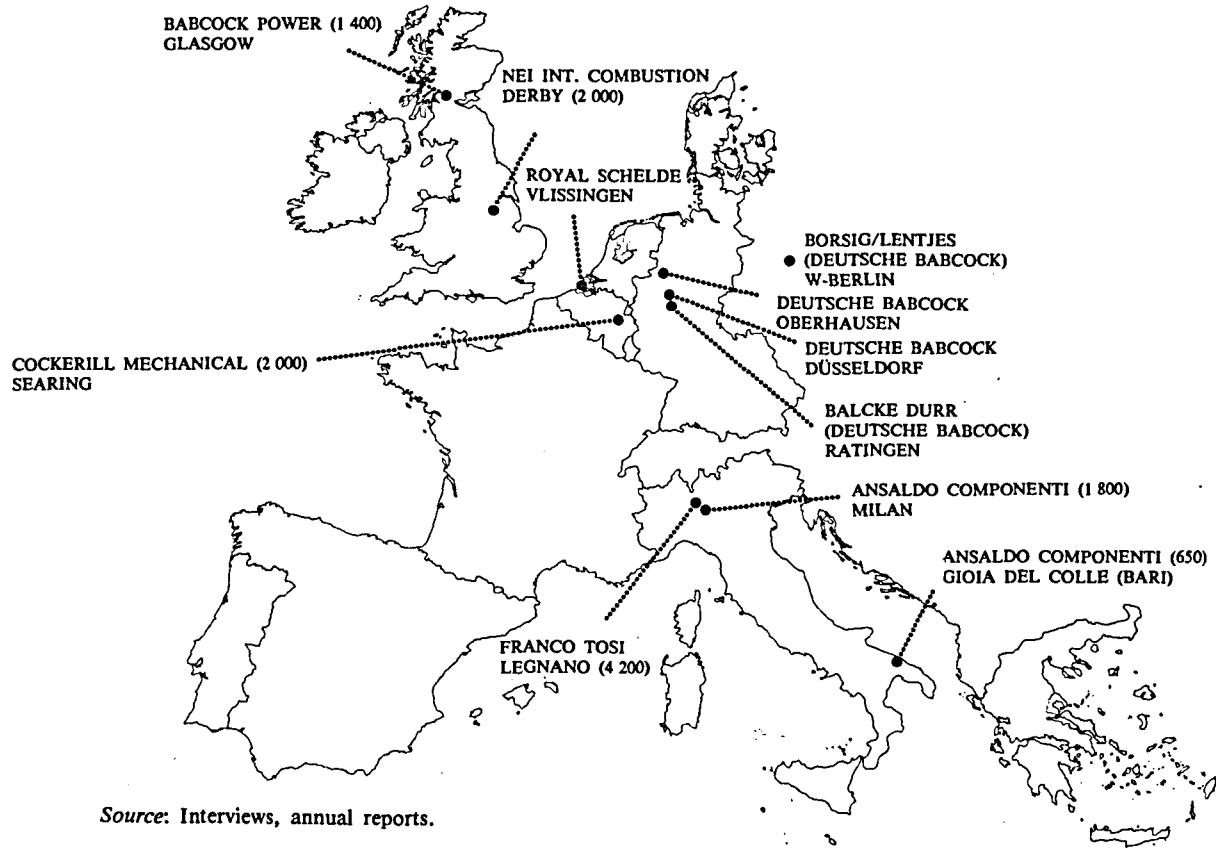 BABCOCK POWER (1 400)
GLASGOW
NEI INT. COMBUSTION
DERBY (2 000)
ROYAL SCHELDE
VLISSINGEN
BORSIG/LENTJES
(DEUTSCHE BABCOCK)
W-BERLIN
DEUTSCHE BABCOCK
OBERHAUSEN
DEUTSCHE BABCOCK
DÜSSELDORF
COCKERILL MECHANICAL (2 000)
SEARING
BALCKE DURR
(DEUTSCHE BABCOCK)
RATINGEN
ANSALDO COMPONENTI (1 800)
MILAN
ANSALDO COMPONENTI (650)
GIOIA DEL COLLE (BARI)
FRANCO TOSI
LEGNANO (4 200)
Source: Interviews, annual reports.